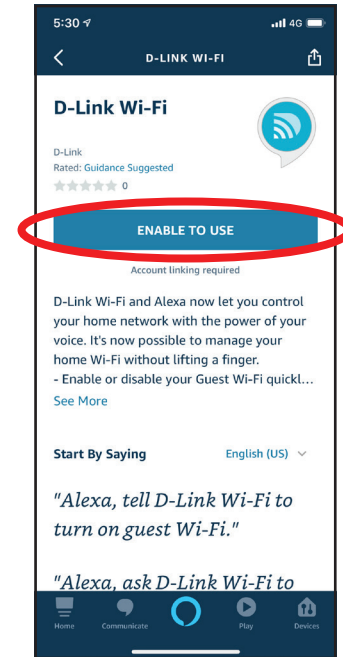 5:30
4G
D-LINK WI-FI
D-Link Wi-Fi
D-Link
Rated: Guidance Suggested
0
ENABLE TO USE
Account linking required
D-Link Wi-Fi and Alexa now let you control
your home network with the power of your
voice. It's now possible to manage your
home Wi-Fi without lifting a finger.
- Enable or disable your Guest Wi-Fi quickl...
See More
Start By Saying
English (US)
"Alexa, tell D-Link Wi-Fi to
turn on guest Wi-Fi."
"Alexa, ask D-Link Wi-Fi to
Home
Communicate
Play
Devices